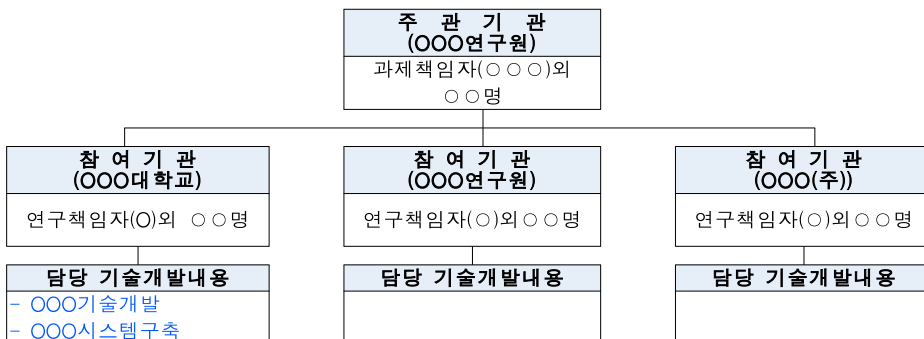 주 관 기 관
(OOO연구원)
과제책임자(○○○)외
○○명
참 여 기 관
(OOO대학교)
연구책임자(O)외 ○○명
담당 기술개발내용
- OOO기술개발
- OOO시스템구축
참 여 기 관
(OOO연구원)
연구책임자(○)외○○명
담당 기술개발내용
참 여 기 관
(OOO(주))
연구책임자(○)외○○명
담당 기술개발내용